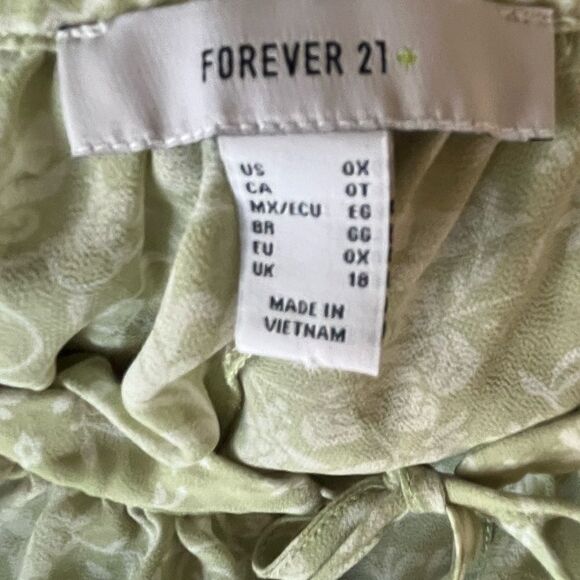 FOREVER 21+
US 0X
CA 0T
MX/ECU EG
BR GG
EU 0X
UK 18
MADE IN
VIETNAM